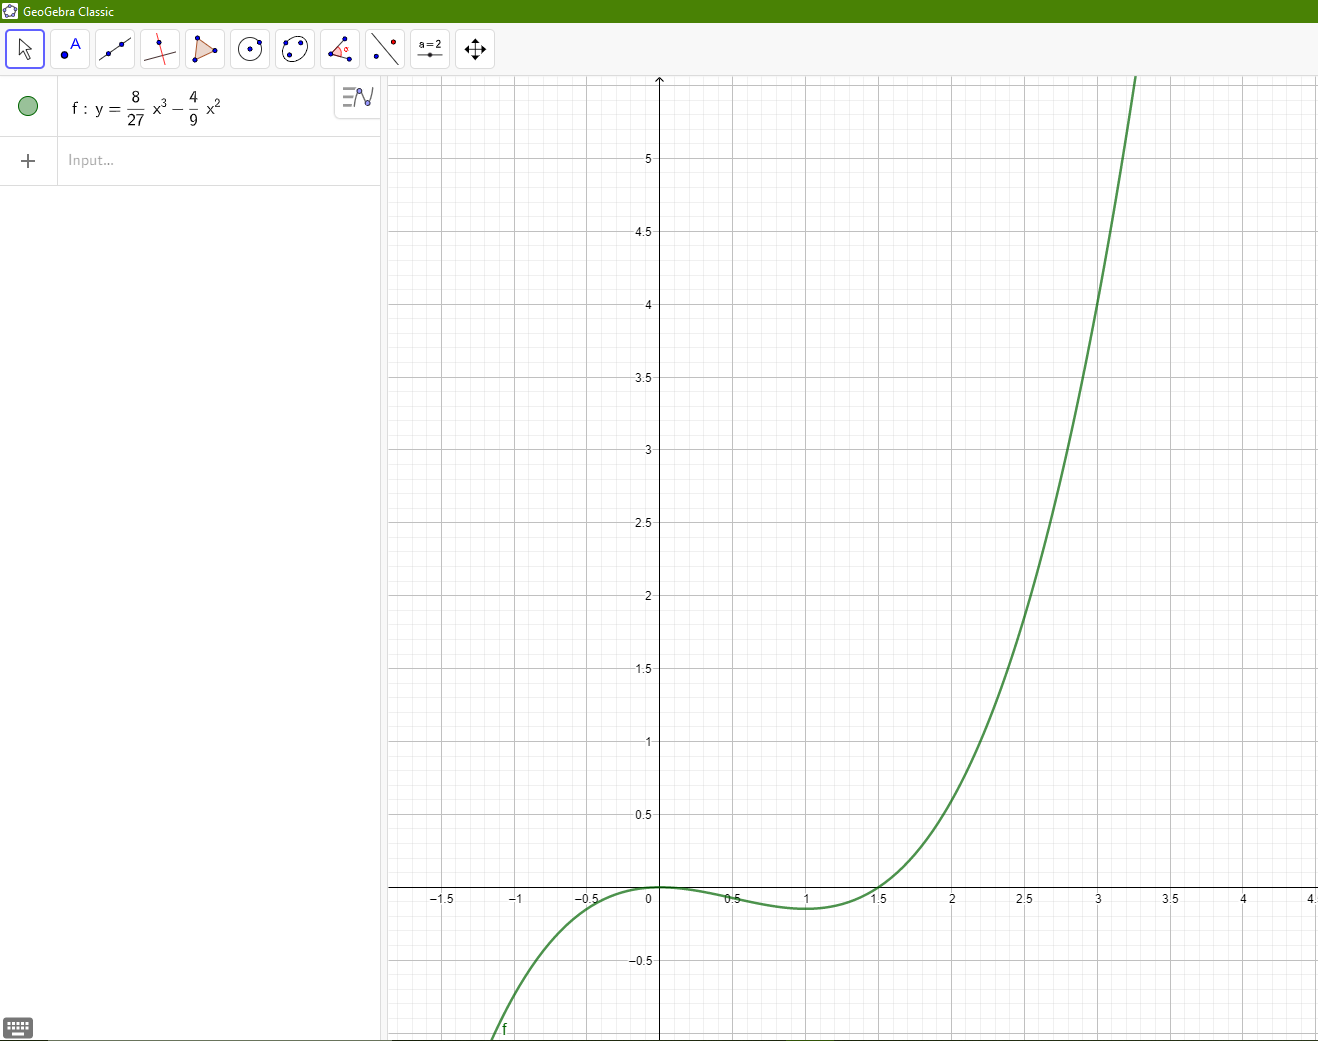 GeoGebra Classic
A
α
a=2
f : y = 8/27 x³ − 4/9 x²
+ Input...
5
4.5
4
3.5
3
2.5
2
1.5
1
0.5
−1.5 −1 −0.5 0 0.5 1 1.5 2 2.5 3 3.5 4 4.
−0.5
f